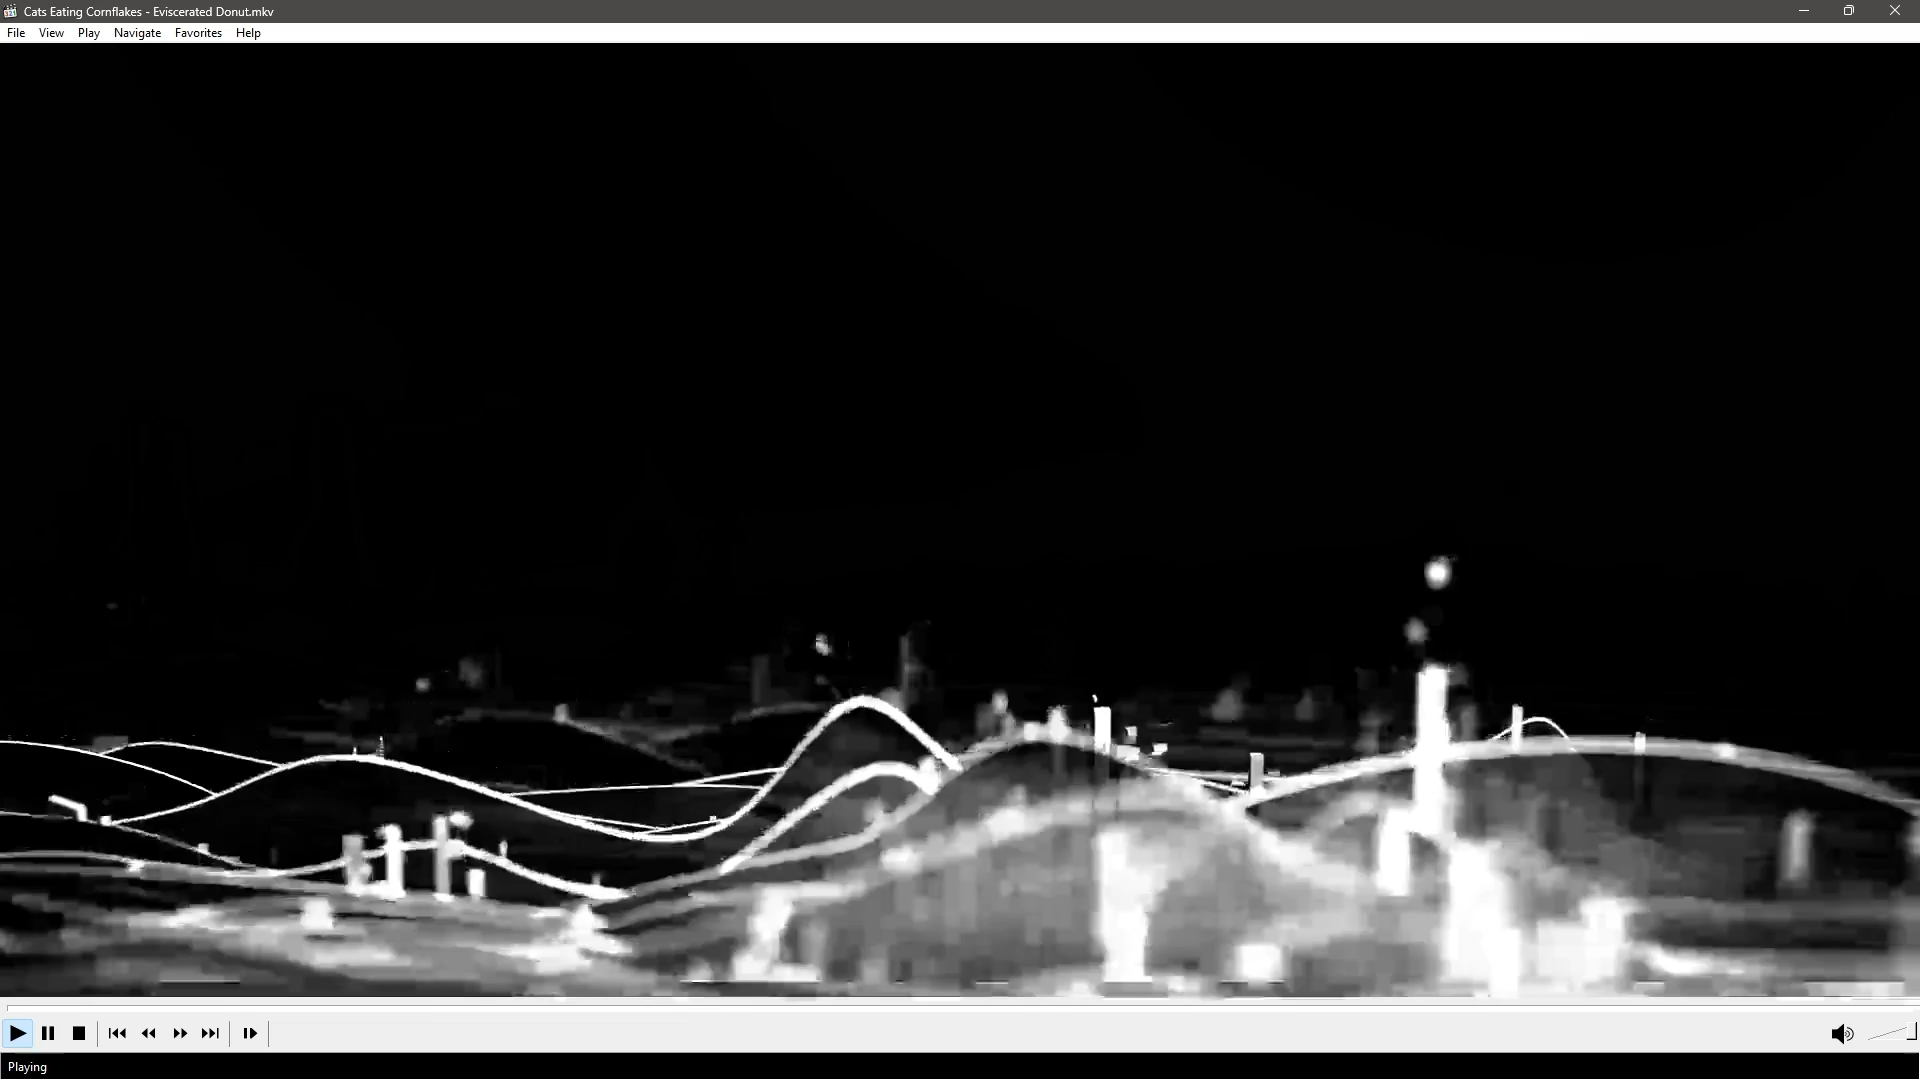 Cats Eating Cornflakes - Eviscerated Donut.mkv
File View Play Navigate Favorites Help
Playing